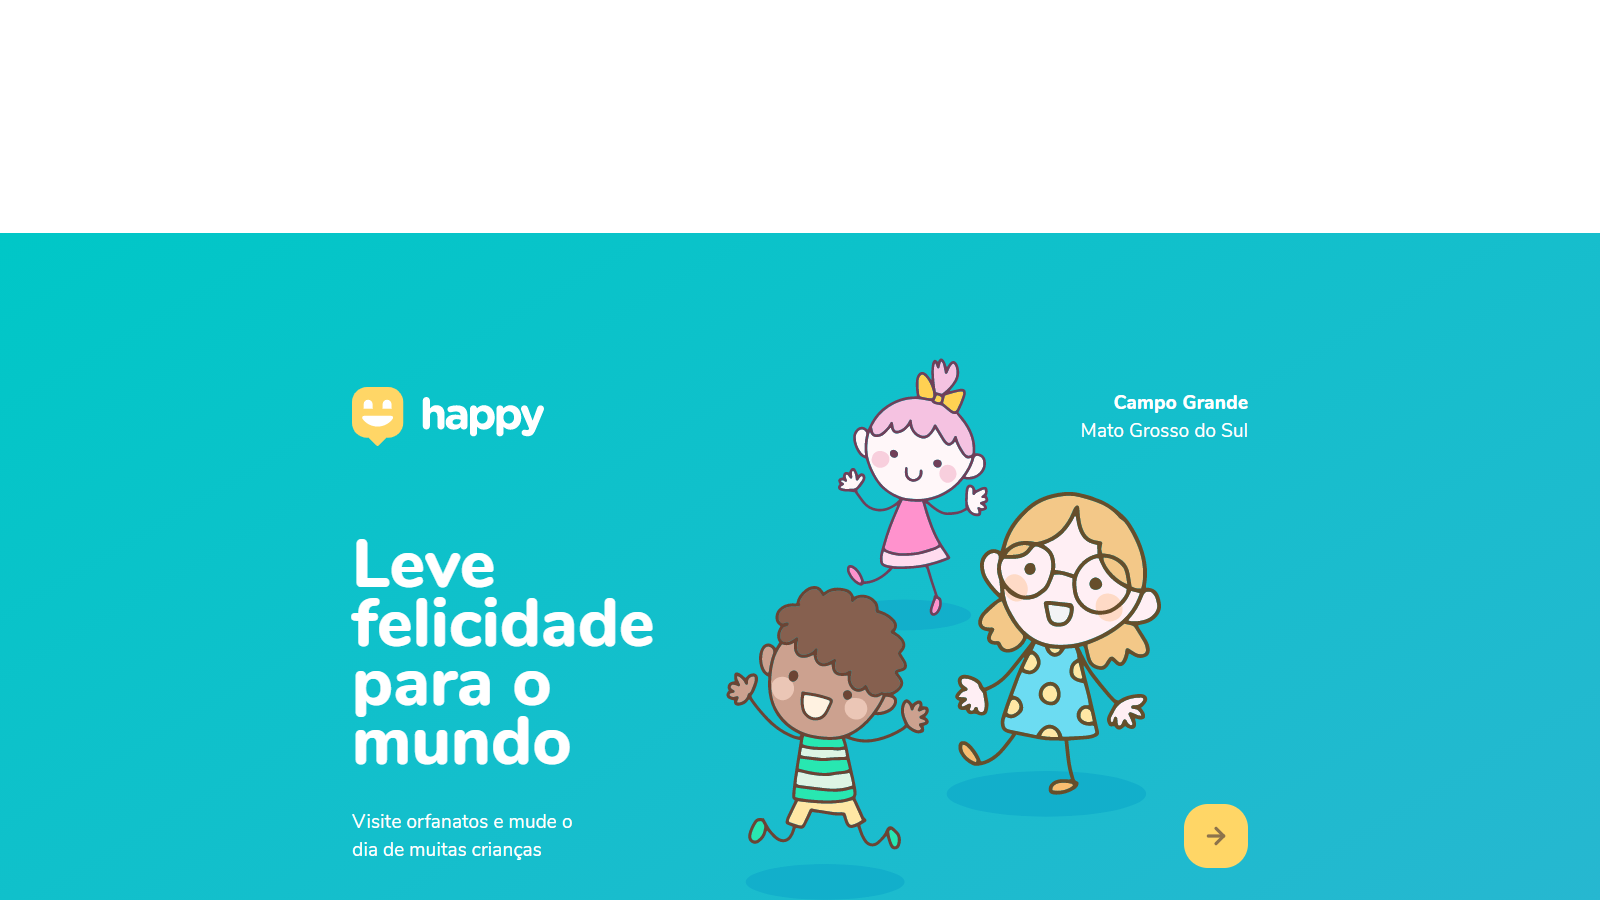 happy
Campo Grande
Mato Grosso do Sul
Leve
felicidade
para o
mundo
Visite orfanatos e mude o
dia de muitas crianças